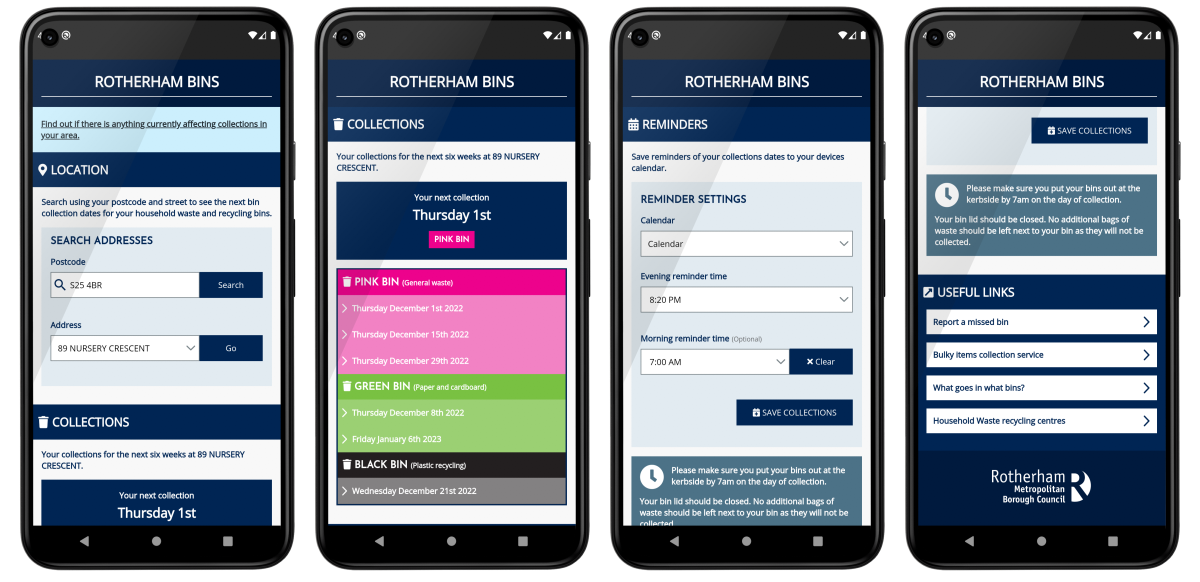 ROTHERHAM BINS
Find out if there is anything currently affecting collections in
your area.
LOCATION
Search using your postcode and street to see the next bin
collection dates for your household waste and recycling bins.
SEARCH ADDRESSES
Postcode
S25 4BR
Search
Address
89 NURSERY CRESCENT
Go
COLLECTIONS
Your collections for the next six weeks at 89 NURSERY
CRESCENT.
Your next collection
Thursday 1st
ROTHERHAM BINS
COLLECTIONS
Your collections for the next six weeks at 89 NURSERY
CRESCENT.
Your next collection
Thursday 1st
PINK BIN
PINK BIN (General waste)
Thursday December 1st 2022
Thursday December 15th 2022
Thursday December 29th 2022
GREEN BIN (Paper and cardboard)
Thursday December 8th 2022
Friday January 6th 2023
BLACK BIN (Plastic recycling)
Wednesday December 21st 2022
ROTHERHAM BINS
REMINDERS
Save reminders of your collections dates to your devices
calendar.
REMINDER SETTINGS
Calendar
Calendar
Evening reminder time
8:20 PM
Morning reminder time (Optional)
7:00 AM
Clear
SAVE COLLECTIONS
Please make sure you put your bins out at the
kerbside by 7am on the day of collection.
Your bin lid should be closed. No additional bags of
waste should be left next to your bin as they will not be
collected
ROTHERHAM BINS
SAVE COLLECTIONS
Please make sure you put your bins out at the
kerbside by 7am on the day of collection.
Your bin lid should be closed. No additional bags of
waste should be left next to your bin as they will not be
collected.
USEFUL LINKS
Report a missed bin
Bulky items collection service
What goes in what bins?
Household Waste recycling centres
Rotherham
Metropolitan
Borough Council